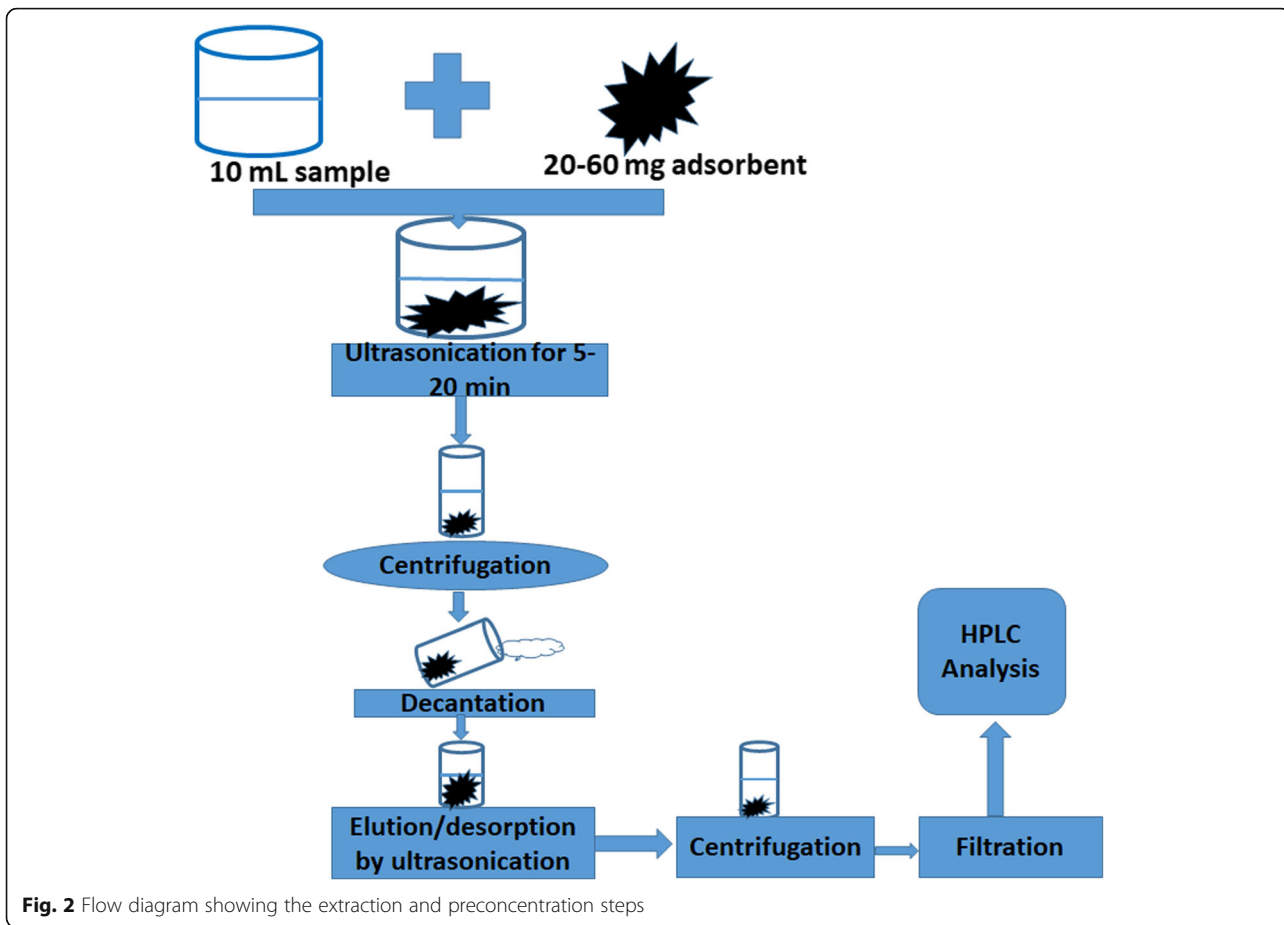 10 mL sample
20-60 mg adsorbent
Ultrasonication for 5-
20 min
Centrifugation
Decantation
Elution/desorption
by ultrasonication
Centrifugation
Filtration
HPLC
Analysis
Fig. 2 Flow diagram showing the extraction and preconcentration steps